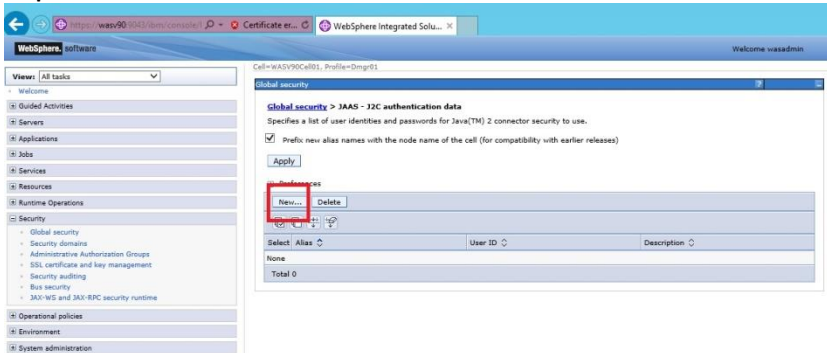 https://wasv90:9043/ibm/console/l
Certificate er...
WebSphere Integrated Solu...
WebSphere. software
Welcome wasadmin
View: All tasks
Welcome
Guided Activities
Servers
Applications
Jobs
Services
Resources
Runtime Operations
Security
Global security
Security domains
Administrative Authorization Groups
SSL certificate and key management
Security auditing
Bus security
JAX-WS and JAX-RPC security runtime
Operational policies
Environment
System administration
Cell=WASV90Cell01, Profile=Dmgr01
Global security
Global security > JAAS - J2C authentication data
Specifies a list of user identities and passwords for Java(TM) 2 connector security to use.
Prefix new alias names with the node name of the cell (for compatibility with earlier releases)
Apply
Preferences
New... Delete
Select Alias User ID Description
None
Total 0